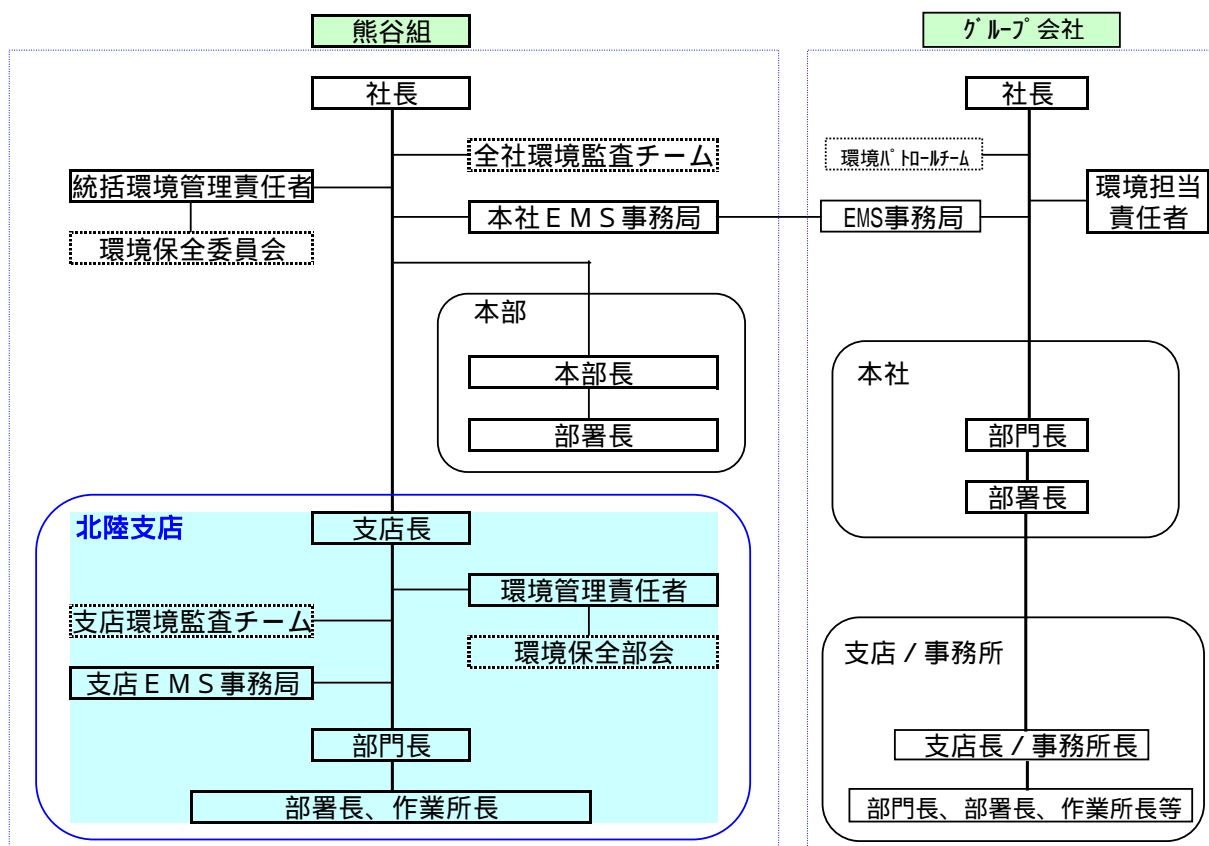 熊谷組
社長
全社環境監査チーム
統括環境管理責任者
本社ＥＭＳ事務局
環境保全委員会
本部
本部長
部署長
北陸支店
支店長
環境管理責任者
支店環境監査チーム
環境保全部会
支店ＥＭＳ事務局
部門長
部署長、作業所長
ｸﾞﾙｰﾌﾟ会社
社長
環境ﾊﾟﾄﾛｰﾙﾁｰﾑ
環境担当
責任者
EMS事務局
本社
部門長
部署長
支店／事務所
支店長／事務所長
部門長、部署長、作業所長等